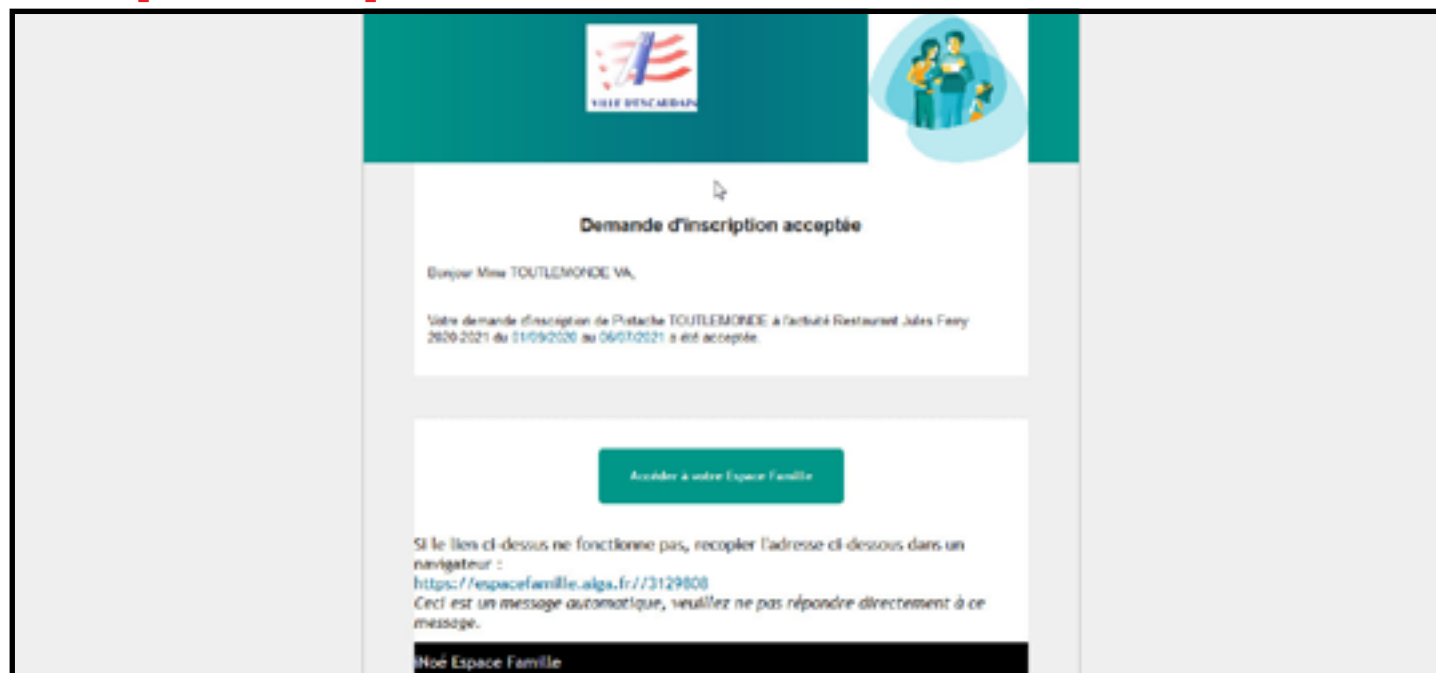 VILLE D'ESCAUDAIN
Demande d'inscription acceptée
Bonjour Mme TOUTLEMONDE VA,
Votre demande d'inscription de Pistache TOUTLEMONDE à l'activité Restaurant Jules Ferry
2020-2021 du 01/09/2020 au 06/07/2021 a été acceptée.
Accéder à votre Espace Famille
Si le lien ci-dessus ne fonctionne pas, recopier l'adresse ci-dessous dans un
navigateur :
https://espacefamille.aiga.fr//3129808
Ceci est un message automatique, veuillez ne pas répondre directement à ce
message.
iNoé Espace Famille